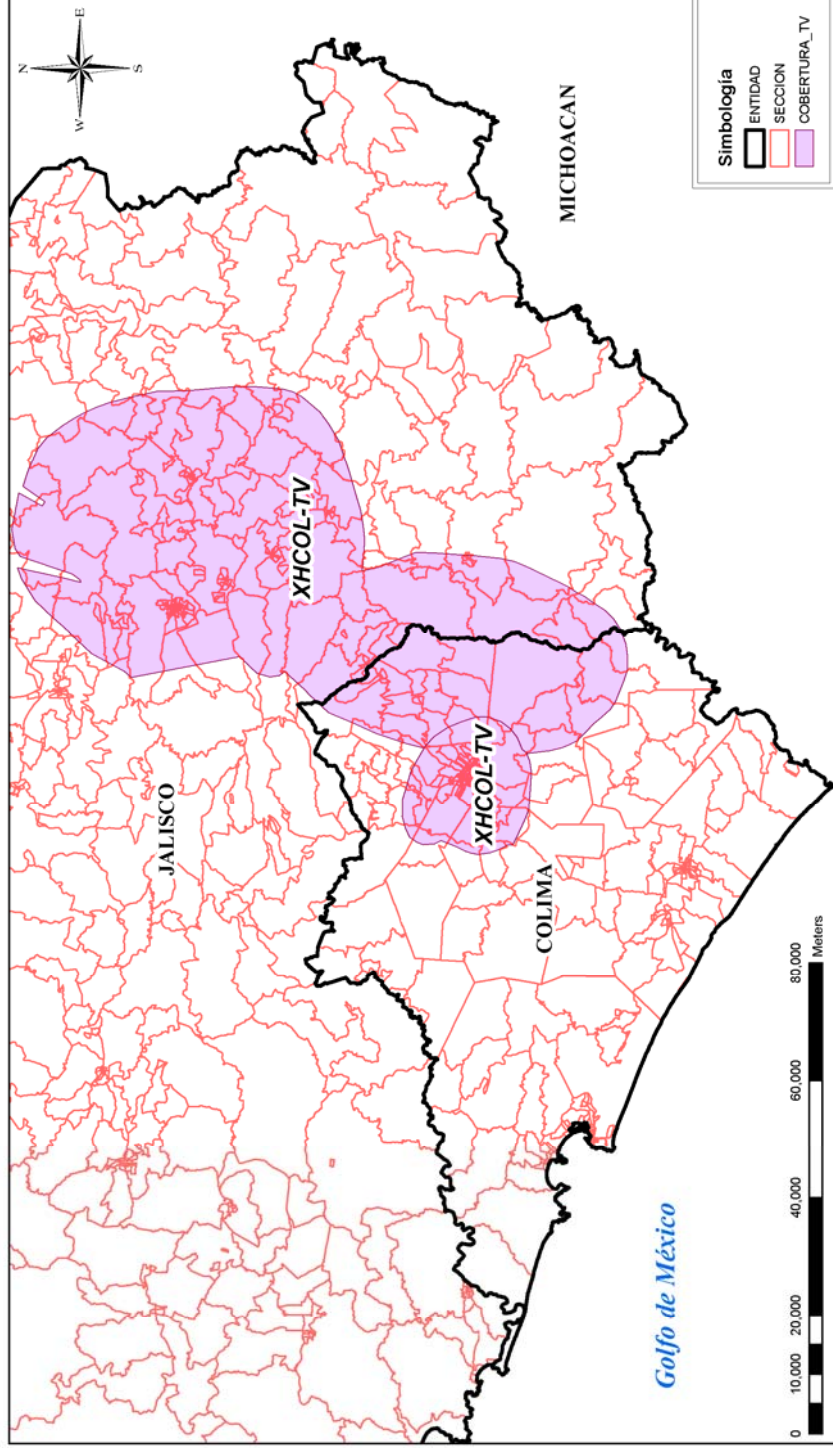 N
W
E
S
JALISCO
XHCOL-TV
MICHOACAN
XHCOL-TV
COLIMA
Golfo de México
Simbología
ENTIDAD
SECCION
COBERTURA_TV
0 10,000 20,000 40,000 60,000 80,000
Meters